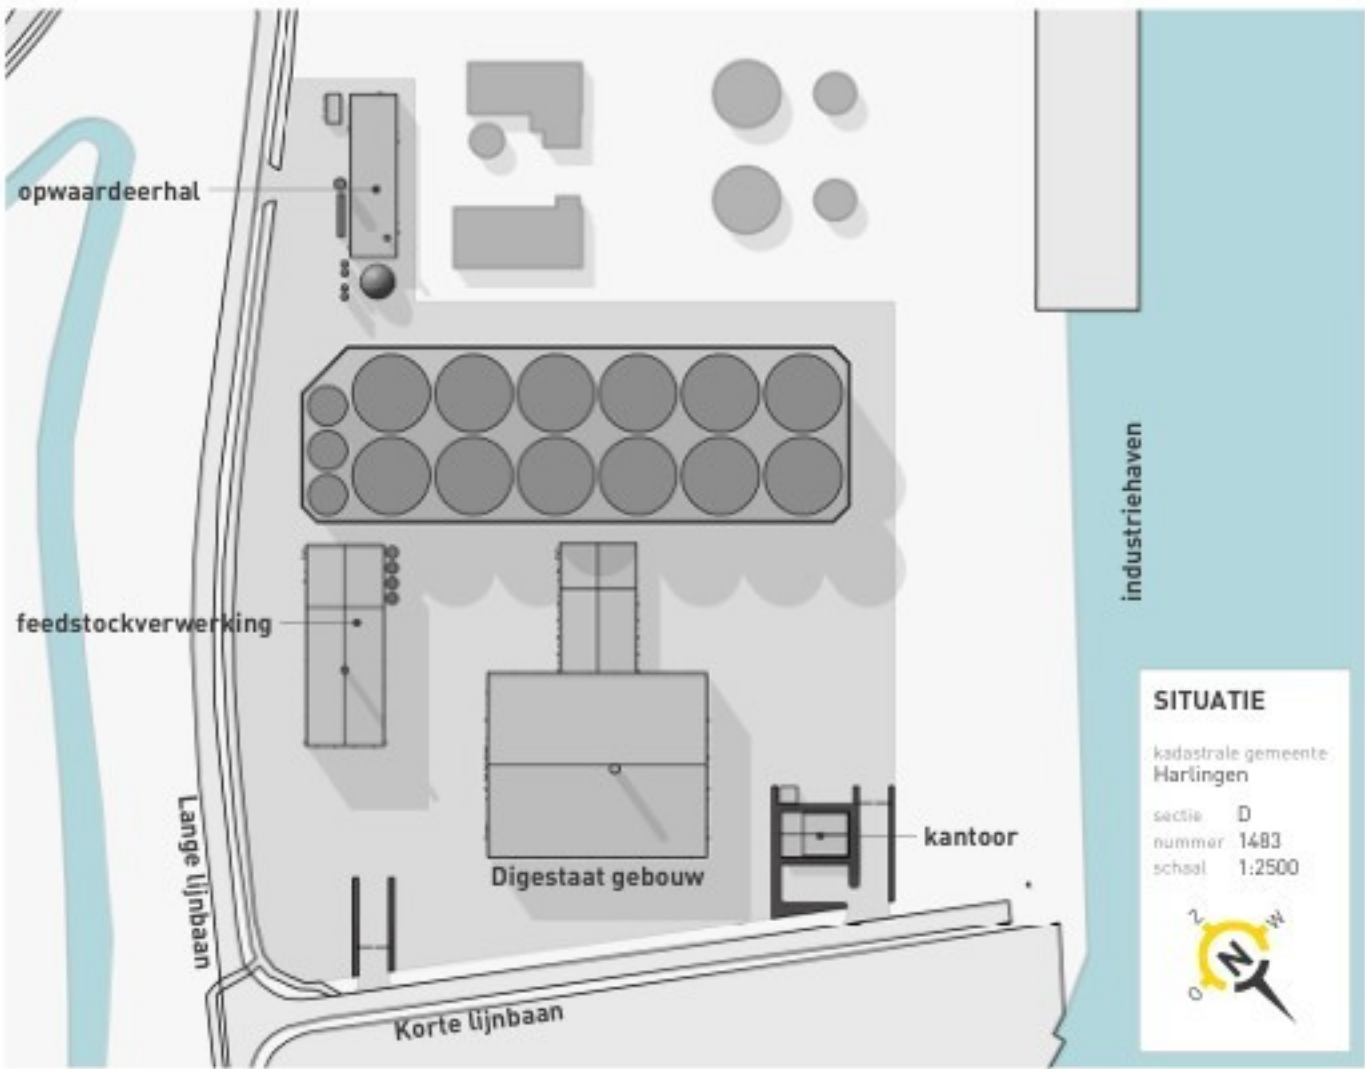 opwaardeerhal
industriehaven
feedstockverwerking
SITUATIE
kadastrale gemeente
Harlingen
sectie D
nummer 1483
schaal 1:2500
kantoor
Digestaat gebouw
Lange lijnbaan
Korte lijnbaan
Z
W
N
O